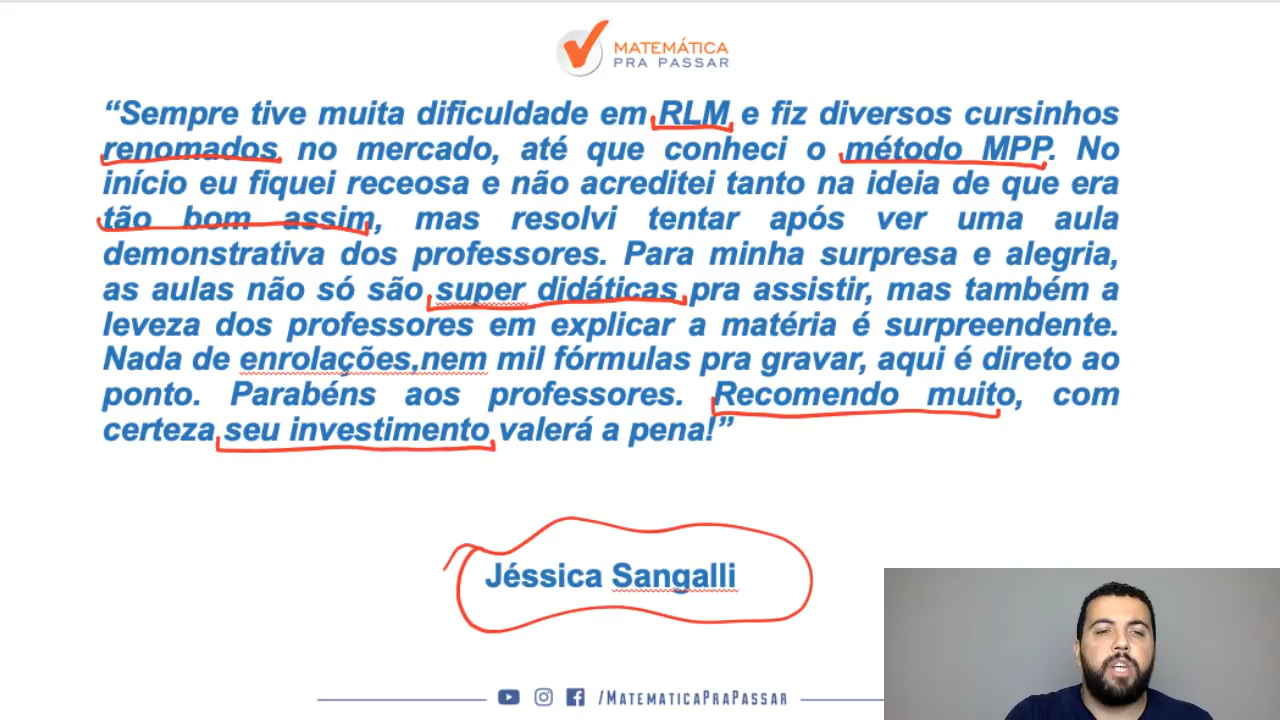 MATEMÁTICA
PRA PASSAR
“Sempre tive muita dificuldade em RLM e fiz diversos cursinhos
renomados no mercado, até que conheci o método MPP. No
início eu fiquei receosa e não acreditei tanto na ideia de que era
tão bom assim, mas resolvi tentar após ver uma aula
demonstrativa dos professores. Para minha surpresa e alegria,
as aulas não só são super didáticas pra assistir, mas também a
leveza dos professores em explicar a matéria é surpreendente.
Nada de enrolações,nem mil fórmulas pra gravar, aqui é direto ao
ponto. Parabéns aos professores. Recomendo muito, com
certeza seu investimento valerá a pena!”
Jéssica Sangalli
/MATEMATICAPRAPASSAR